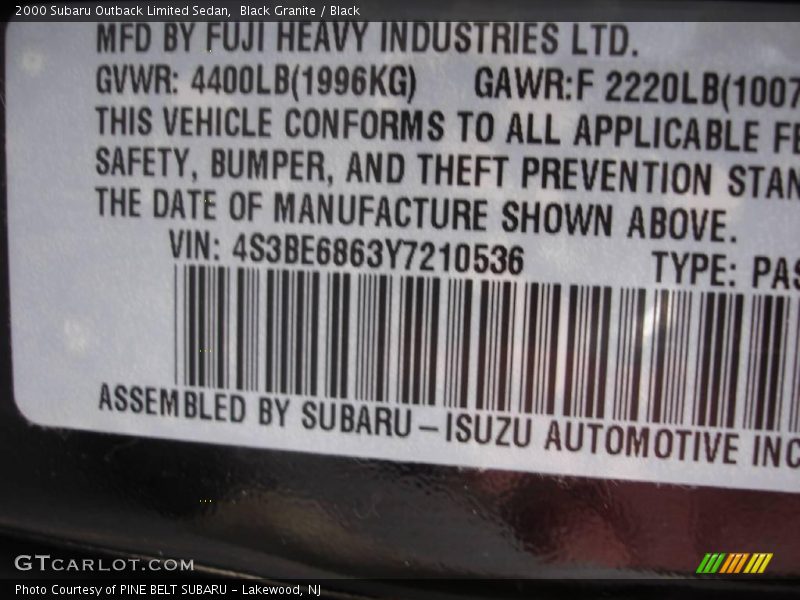 2000 Subaru Outback Limited Sedan,  Black Granite / Black
MFD BY FUJI HEAVY INDUSTRIES LTD.
GVWR: 4400LB(1996KG) GAWR:F 2220LB(1007
THIS VEHICLE CONFORMS TO ALL APPLICABLE FE
SAFETY, BUMPER, AND THEFT PREVENTION STAN
THE DATE OF MANUFACTURE SHOWN ABOVE.
VIN: 4S3BE6863Y7210536 TYPE: PAS
ASSEMBLED BY SUBARU-ISUZU AUTOMOTIVE INC
GTCARLOT.COM
Photo Courtesy of PINE BELT SUBARU - Lakewood, NJ